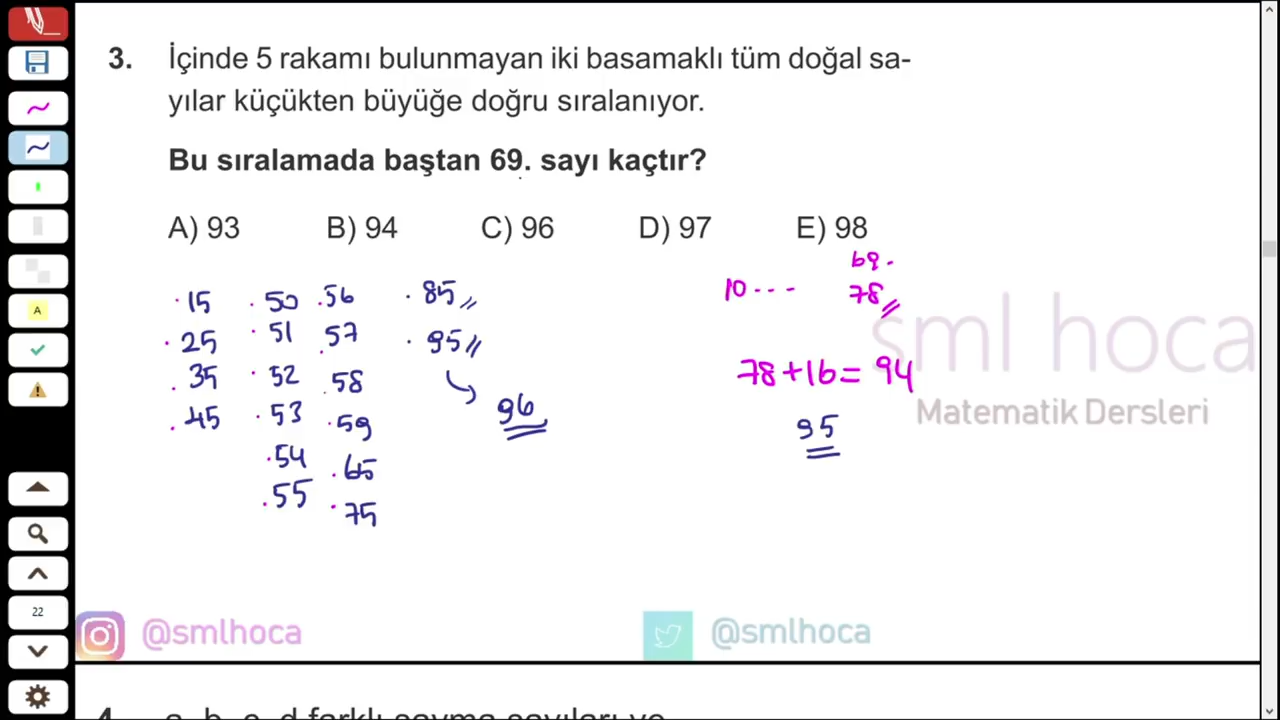 3. İçinde 5 rakamı bulunmayan iki basamaklı tüm doğal sa-
yılar küçükten büyüğe doğru sıralanıyor.
Bu sıralamada baştan 69. sayı kaçtır?
A) 93 B) 94 C) 96 D) 97 E) 98
15 50 56 85
25 51 57 95
35 52 58 96
45 53 59
54 65
55 75
69.
10 ... 78
78+16= 94
95
sml hoca
Matematik Dersleri
A
22
@smlhoca @smlhoca